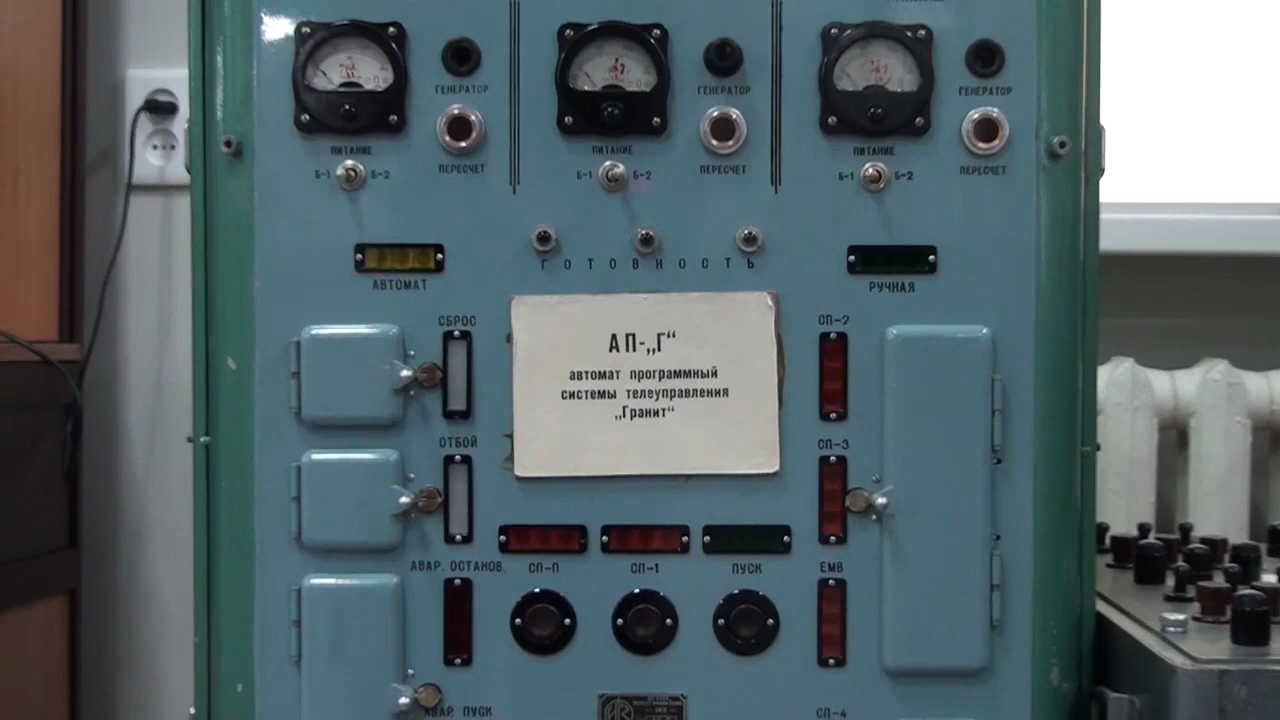 ГЕНЕРАТОР
ГЕНЕРАТОР
ГЕНЕРАТОР
ПИТАНИЕ
ПИТАНИЕ
ПИТАНИЕ
Б-1 Б-2
ПЕРЕСЧЕТ
Б-1 Б-2
ПЕРЕСЧЕТ
Б-1 Б-2
ПЕРЕСЧЕТ
ГОТОВНОСТЬ
АВТОМАТ
РУЧНАЯ
СБРОС
СП-2
АП-„Г“
автомат программный
системы телеуправления
„Гранит“
ОТБОЙ
СП-3
АВАР. ОСТАНОВ.
СП-П
СП-1
ПУСК
ЕМВ
АВАР. ПУСК
СП-4